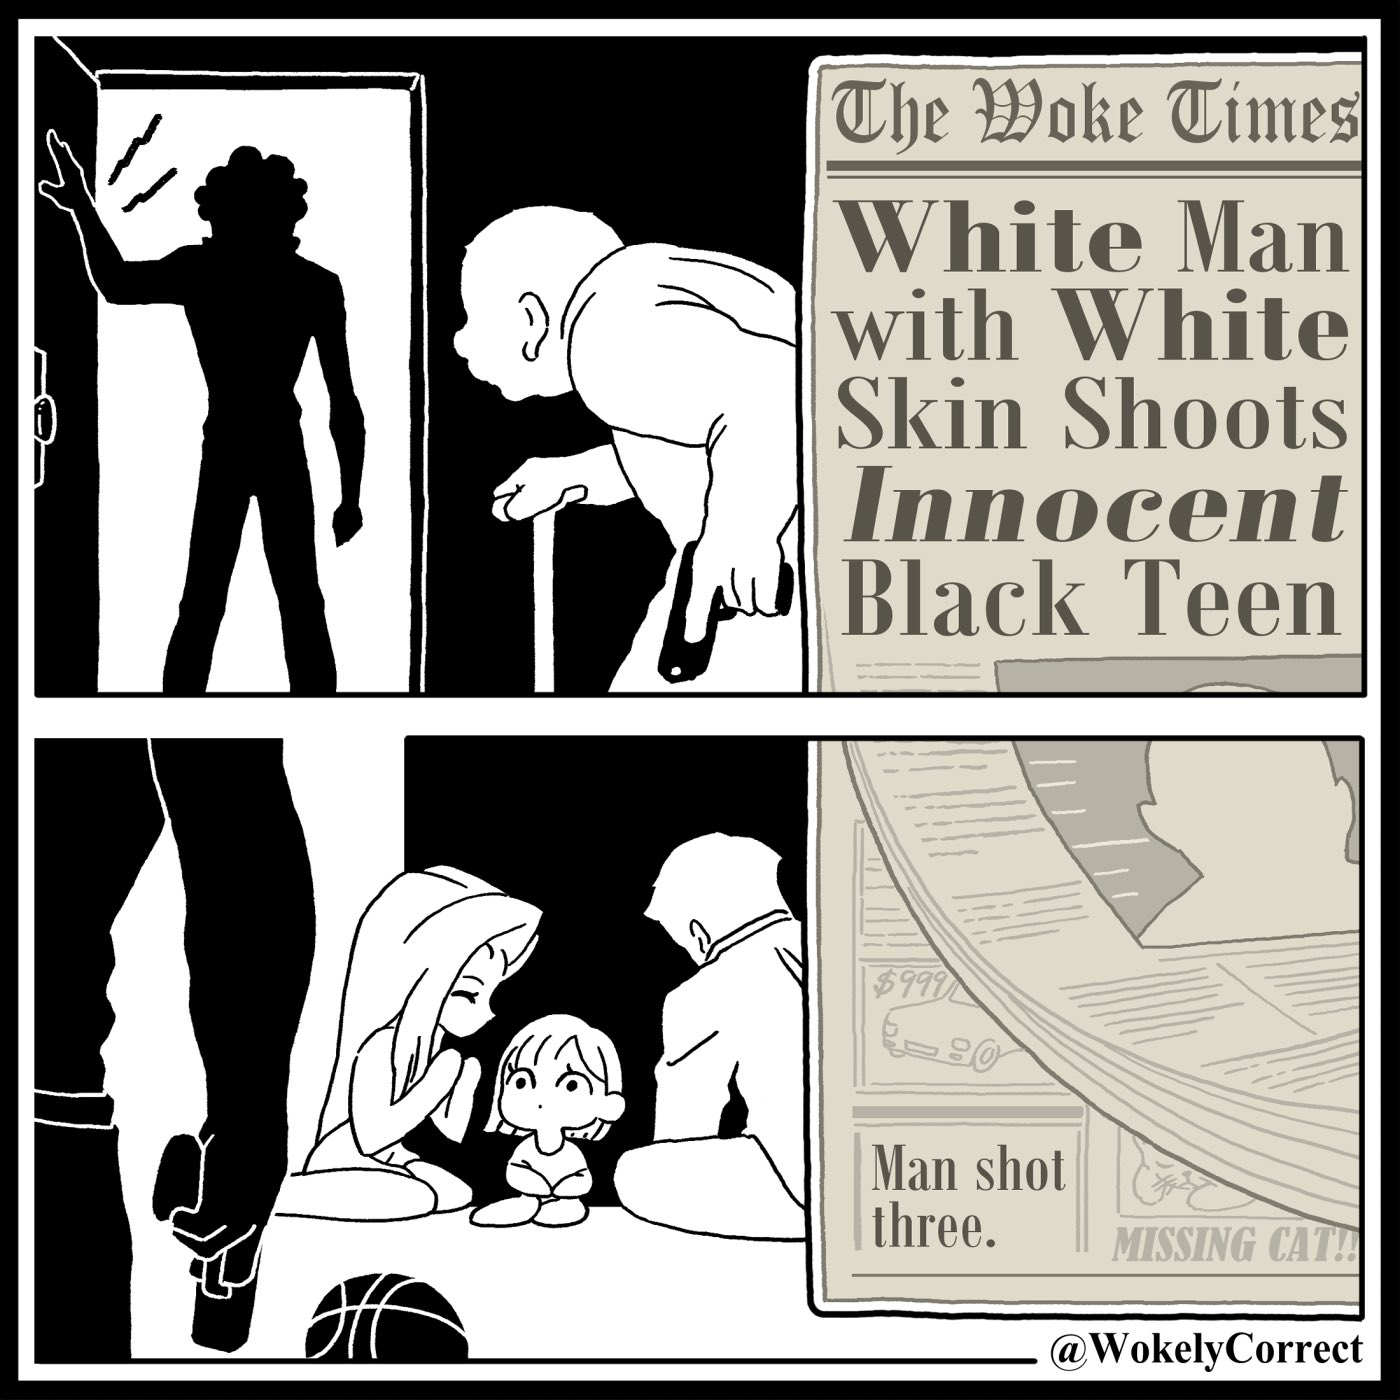 The Woke Times
White Man
with White
Skin Shoots
Innocent
Black Teen
$999
Man shot
three.
MISSING CAT!!
@WokelyCorrect